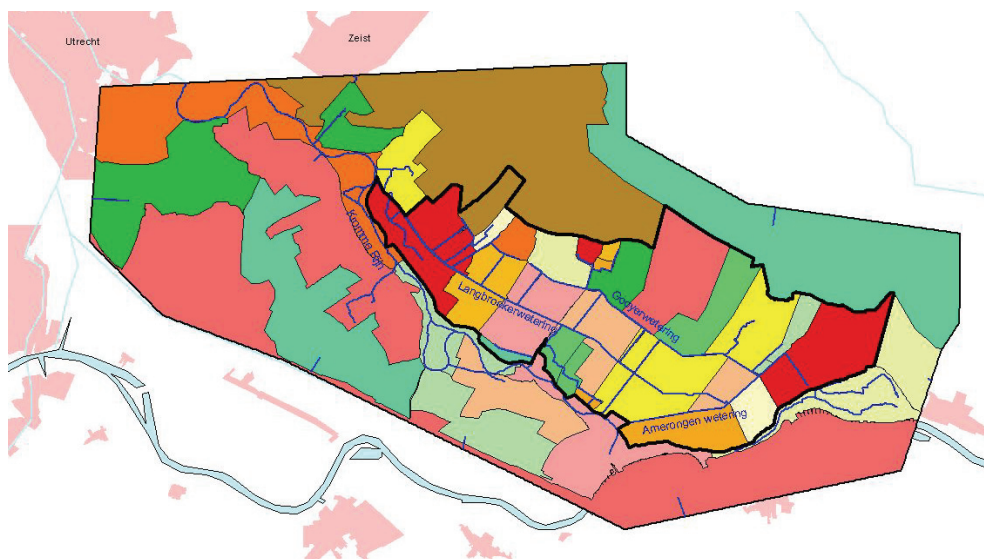 Utrecht
Zeist
Kromme Rijn
Langbroekerwetering
Gooyerwetering
Amerongen wetering